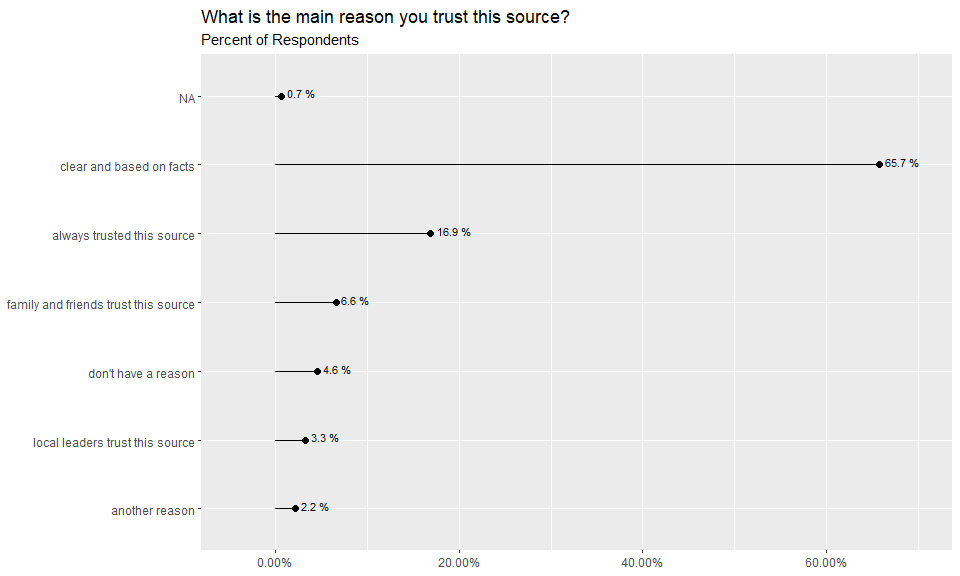 What is the main reason you trust this source?
Percent of Respondents
NA
0.7 %
clear and based on facts
65.7 %
always trusted this source
16.9 %
family and friends trust this source
6.6 %
don't have a reason
4.6 %
local leaders trust this source
3.3 %
another reason
2.2 %
0.00% 20.00% 40.00% 60.00%